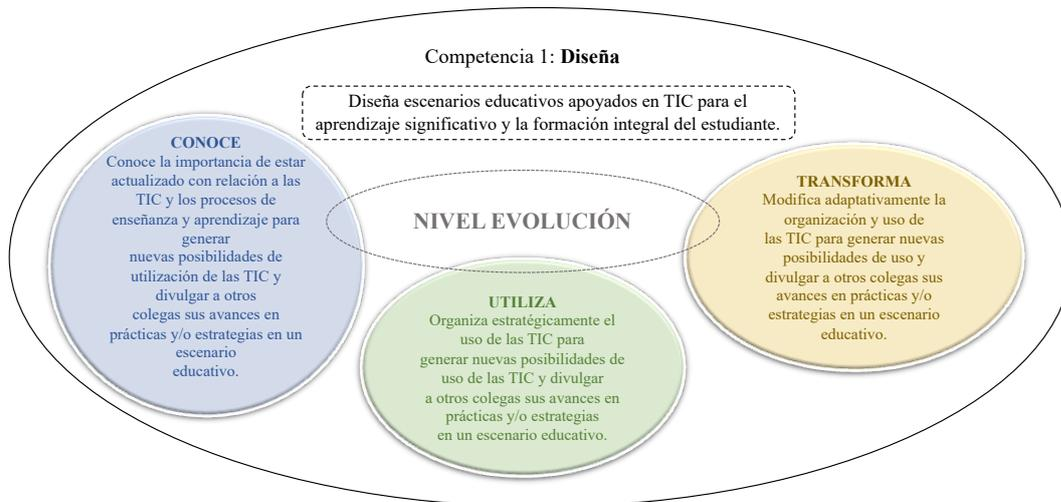 Competencia 1: Diseña
Diseña escenarios educativos apoyados en TIC para el
aprendizaje significativo y la formación integral del estudiante.
CONOCE
Conoce la importancia de estar
actualizado con relación a las
TIC y los procesos de
enseñanza y aprendizaje para
generar
nuevas posibilidades de
utilización de las TIC y
divulgar a otros
colegas sus avances en
prácticas y/o estrategias en un
escenario
educativo.
NIVEL EVOLUCIÓN
UTILIZA
Organiza estratégicamente el
uso de las TIC para
generar nuevas posibilidades de
uso de las TIC y divulgar
a otros colegas sus avances en
prácticas y/o estrategias
en un escenario educativo.
TRANSFORMA
Modifica adaptativamente la
organización y uso de
las TIC para generar nuevas
posibilidades de uso y
divulgar a otros colegas sus
avances en prácticas y/o
estrategias en un escenario
educativo.